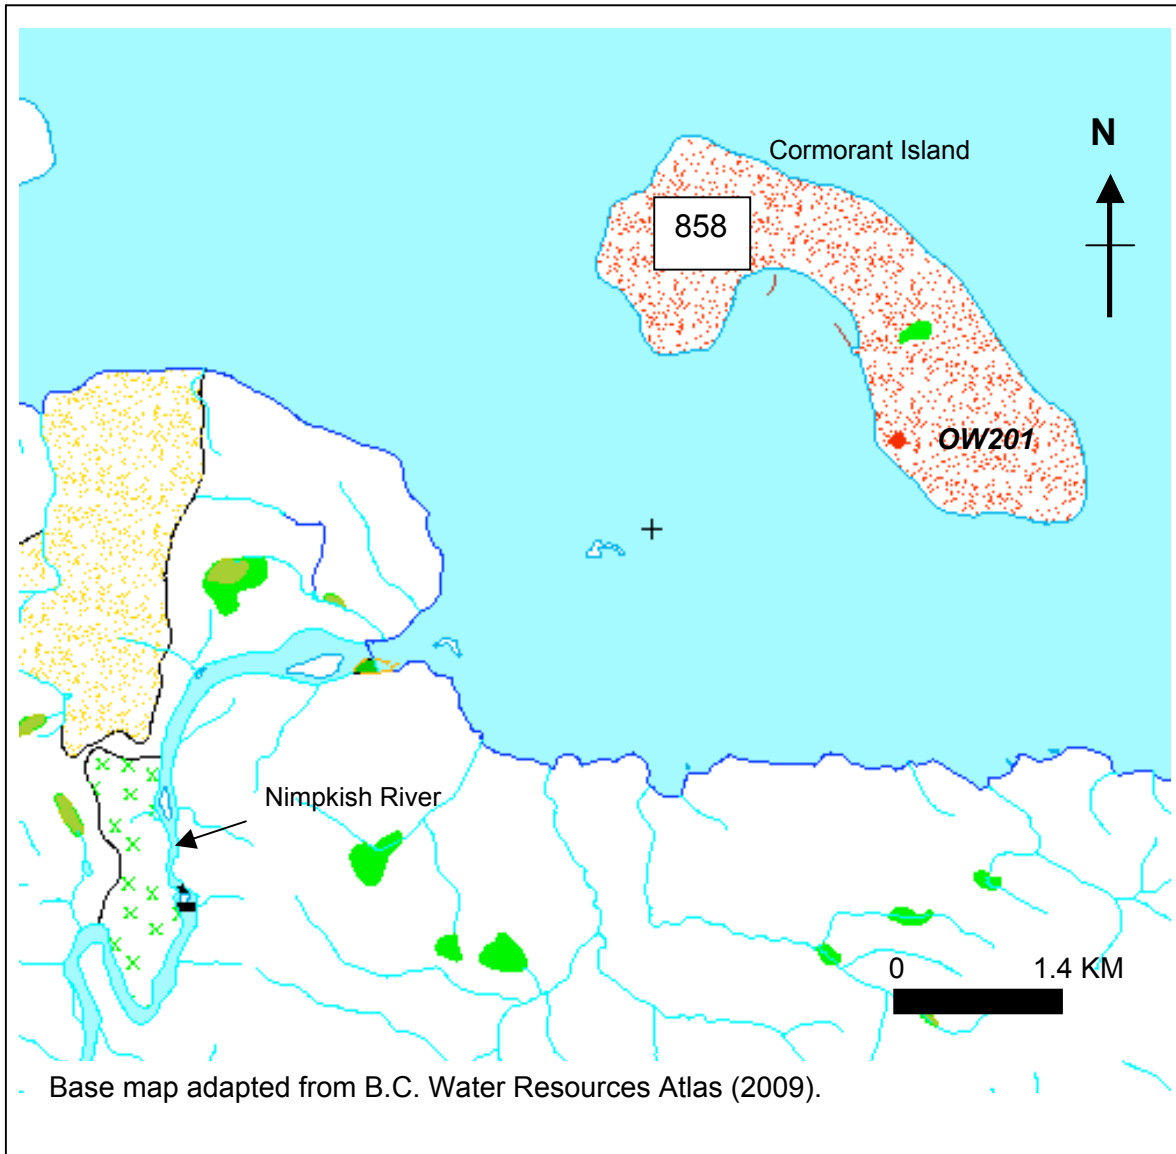 N
Cormorant Island
858
OW201
Nimpkish River
0 1.4 KM
Base map adapted from B.C. Water Resources Atlas (2009).